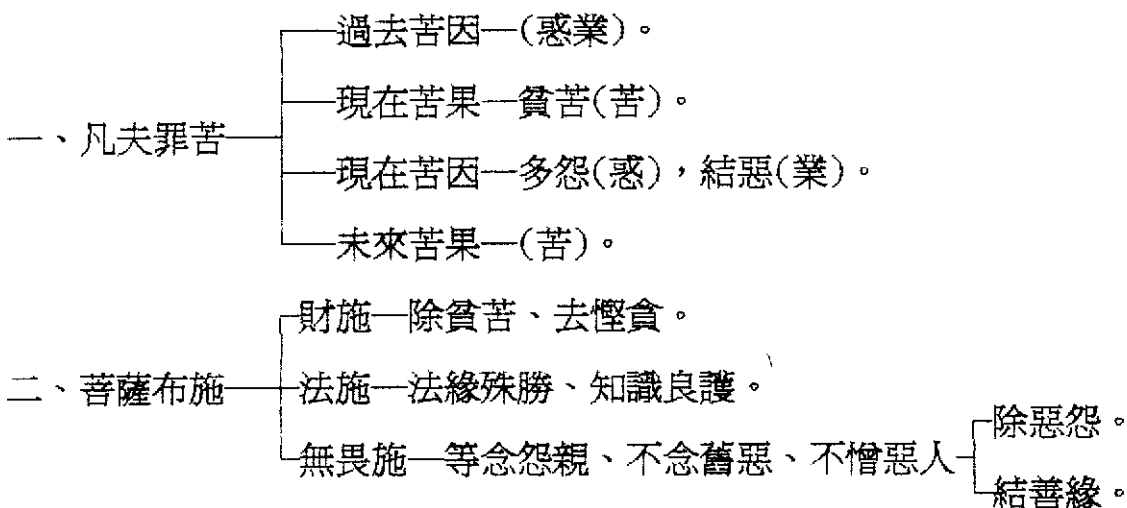 過去苦因—(惑業)。
現在苦果—貧苦(苦)。
一、凡夫罪苦
現在苦因—多怨(惑)，結惡(業)。
未來苦果—(苦)。
財施—除貧苦、去慳貪。
二、菩薩布施
法施—法緣殊勝、知識良護。
無畏施—等念怨親、不念舊惡、不憎惡人
除惡怨。
結善緣。